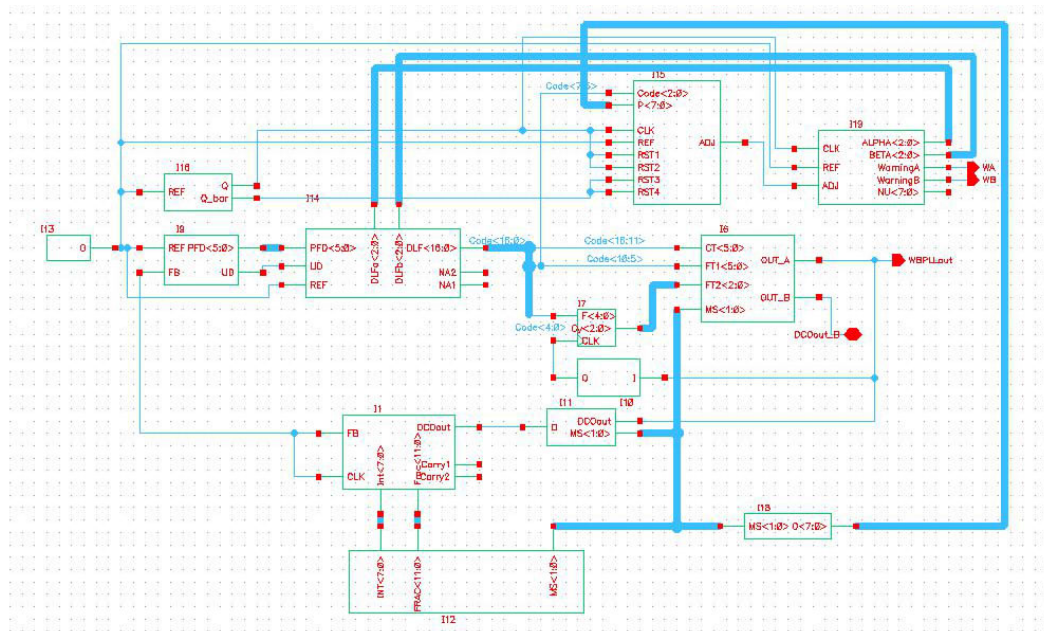 I15
Code<7:5>
Code<2:0>
P<7:0>
CLK
REF
RST1
RST2
RST3
RST4
ADJ
I19
CLK
REF
ADJ
ALPHA<2:0>
BETA<2:0>
WarningA
WarningB
NU<7:0>
WA
WB
I16
REF
Q
Q_bar
I14
I13
O
I9
REF PFD<5:0>
FB
UD
PFD<5:0>
UD
REF
DLFa<2:0>
DLFb<2:0>
DLF<16:0>
NA2
NA1
Code<16:0>
Code<16:11>
Code<10:5>
I6
CT<5:0>
FT1<5:0>
FT2<2:0>
MS<1:0>
OUT_A
OUT_B
WBPLLout
DCOout_B
I7
F<4:0>
Cy<2:0>
CLK
Code<4:0>
Q
I
I10
I11
DCOout
MS<1:0>
I1
FB
CLK
Int<7:0>
Frac<11:0>
DCOout
Carry1
Carry2
I18
MS<1:0> O<7:0>
INT<7:0>
FRAC<11:0>
MS<1:0>
I12